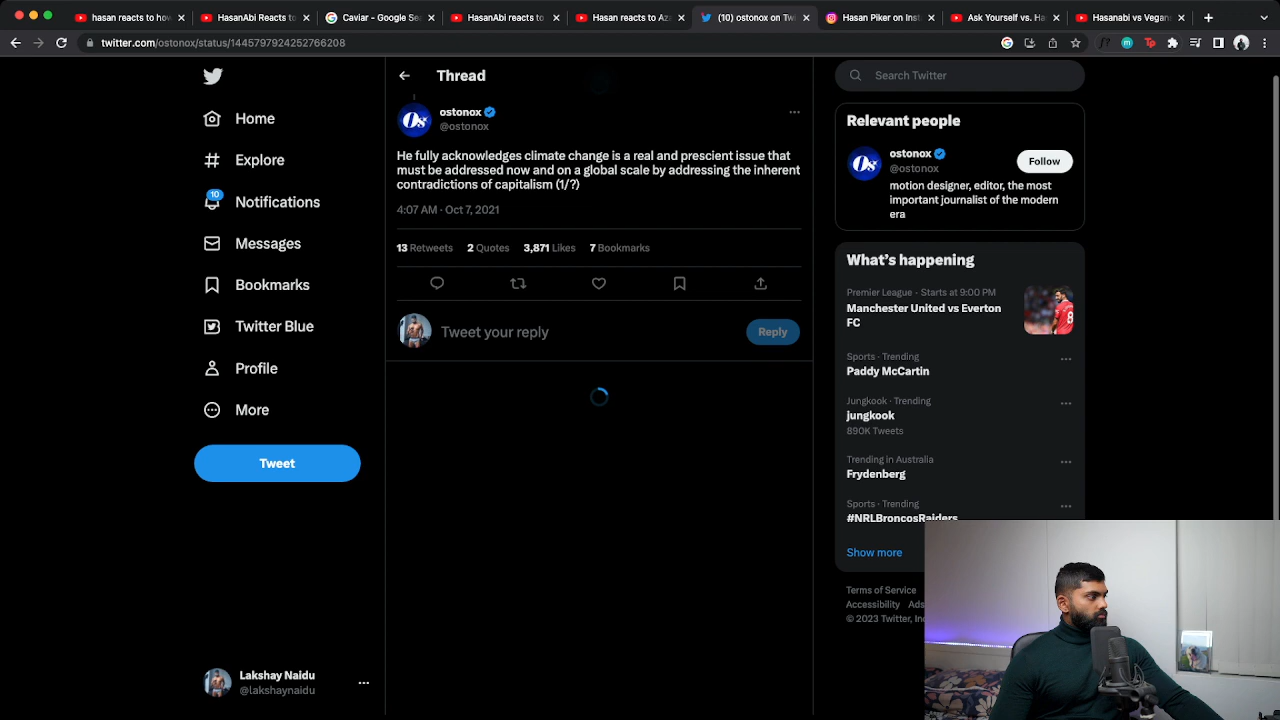 hasan reacts to how
HasanAbi Reacts to
Caviar - Google Se
HasanAbi reacts to
Hasan reacts to Aza
(10) ostonox on Twi
Hasan Piker on Inst
Ask Yourself vs. Ha
Hasanabi vs Vegan
twitter.com/ostonox/status/1445797924252766208
Home
Explore
10
Notifications
Messages
Bookmarks
Twitter Blue
Profile
More
Tweet
Lakshay Naidu
@lakshaynaidu
Thread
ostonox
@ostonox
He fully acknowledges climate change is a real and prescient issue that
must be addressed now and on a global scale by addressing the inherent
contradictions of capitalism (1/?)
4:07 AM · Oct 7, 2021
13 Retweets 2 Quotes 3,871 Likes 7 Bookmarks
Tweet your reply
Reply
Search Twitter
Relevant people
ostonox
@ostonox
Follow
motion designer, editor, the most
important journalist of the modern
era
What's happening
Premier League · Starts at 9:00 PM
Manchester United vs Everton
FC
Sports · Trending
Paddy McCartin
Jungkook · Trending
jungkook
890K Tweets
Trending in Australia
Frydenberg
Sports · Trending
#NRLBroncosRaiders
Show more
Terms of Service
Accessibility Ads
© 2023 Twitter, In